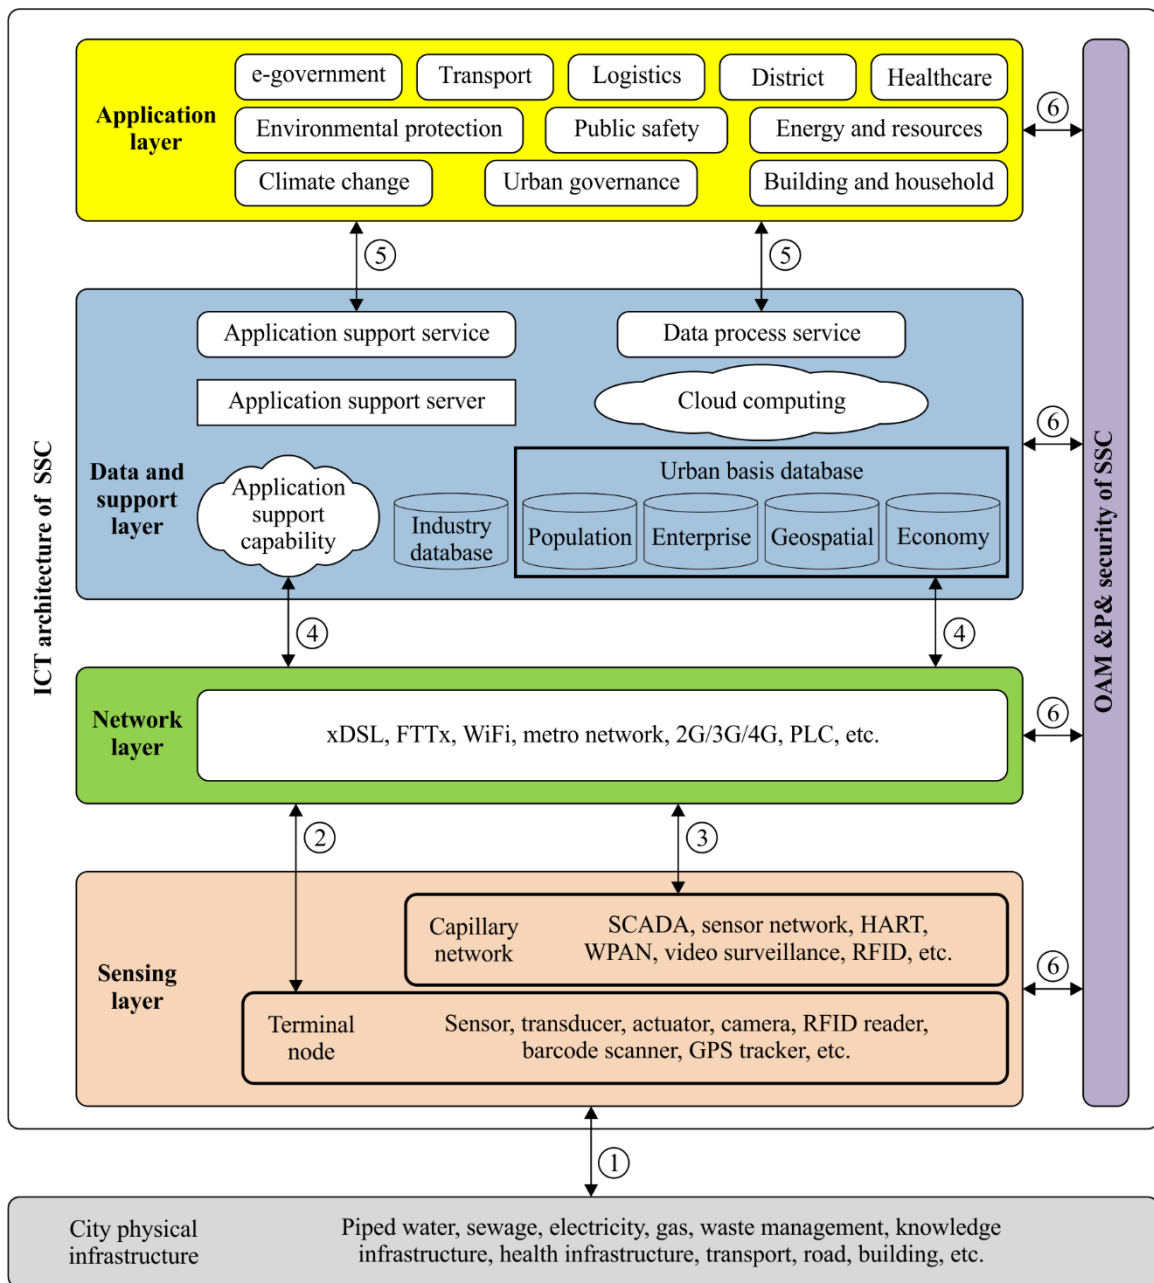 ICT architecture of SSC
Application
layer
e-government
Transport
Logistics
District
Healthcare
Environmental protection
Public safety
Energy and resources
Climate change
Urban governance
Building and household
6
5
5
Data and
support layer
Application support service
Data process service
Application support server
Cloud computing
Application
support
capability
Industry
database
Urban basis database
Population
Enterprise
Geospatial
Economy
6
4
4
Network
layer
xDSL, FTTx, WiFi, metro network, 2G/3G/4G, PLC, etc.
6
2
3
Sensing
layer
Capillary
network
SCADA, sensor network, HART,
WPAN, video surveillance, RFID, etc.
Terminal
node
Sensor, transducer, actuator, camera, RFID reader,
barcode scanner, GPS tracker, etc.
6
OAM &P& security of SSC
1
City physical
infrastructure
Piped water, sewage, electricity, gas, waste management, knowledge
infrastructure, health infrastructure, transport, road, building, etc.